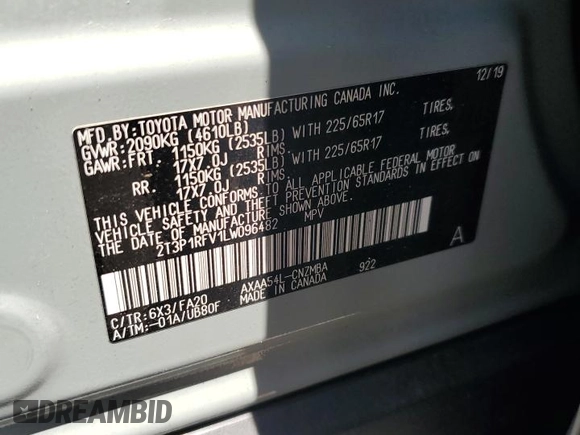 12/19
MFD.BY:TOYOTA MOTOR MANUFACTURING CANADA INC.
GVWR:2090KG (4610LB)
GAWR:FRT. 1150KG (2535LB) WITH 225/65R17 TIRES.
17X7.0J RIMS.
RR. 1150KG (2535LB) WITH 225/65R17 TIRES.
17X7.0J RIMS.
THIS VEHICLE CONFORMS TO ALL APPLICABLE FEDERAL MOTOR
VEHICLE SAFETY AND THEFT PREVENTION STANDARDS IN EFFECT ON
THE DATE OF MANUFACTURE SHOWN ABOVE.
2T3P1RFV1LW096482 MPV
A
C/TR:6X3/FA20 AXAA54L-CNZMBA 922
A/TM:-01A/U680F MADE IN CANADA
DREAMBID